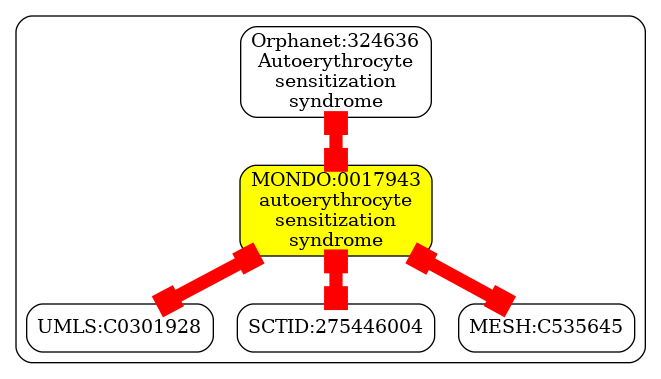 Orphanet:324636
Autoerythrocyte
sensitization
syndrome
MONDO:0017943
autoerythrocyte
sensitization
syndrome
UMLS:C0301928
SCTID:275446004
MESH:C535645